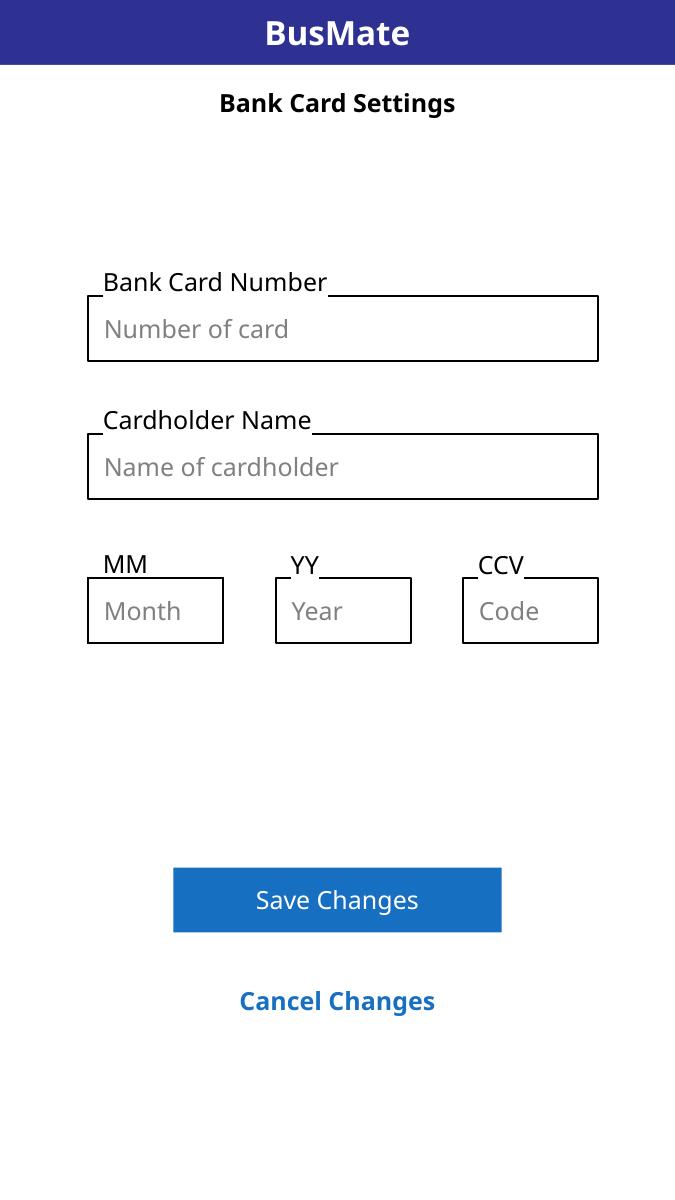 BusMate
Bank Card Settings
Bank Card Number
Number of card
Cardholder Name
Name of cardholder
MM YY CCV
Month Year Code
Save Changes
Cancel Changes